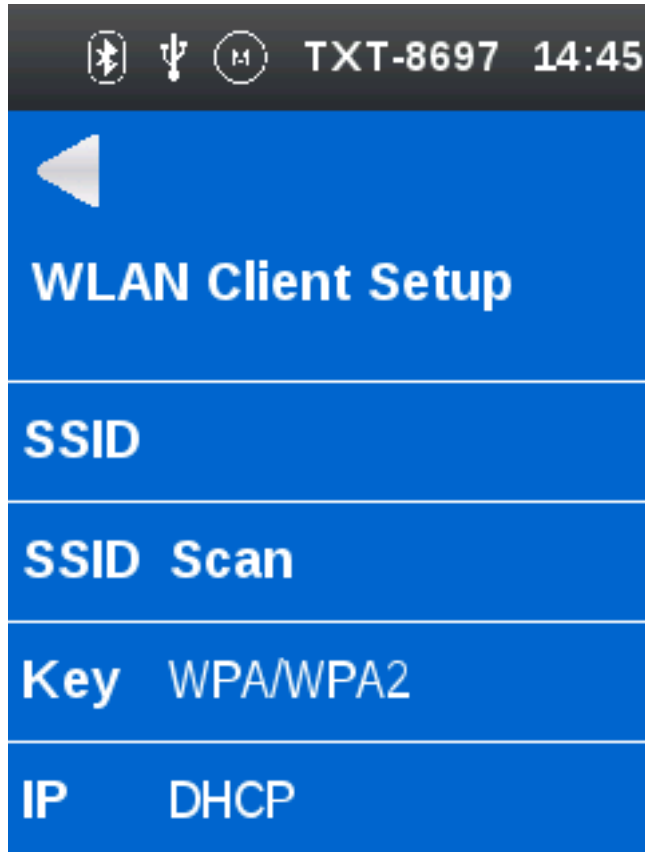 M TXT-8697 14:45
WLAN Client Setup
SSID
SSID Scan
Key WPA/WPA2
IP DHCP